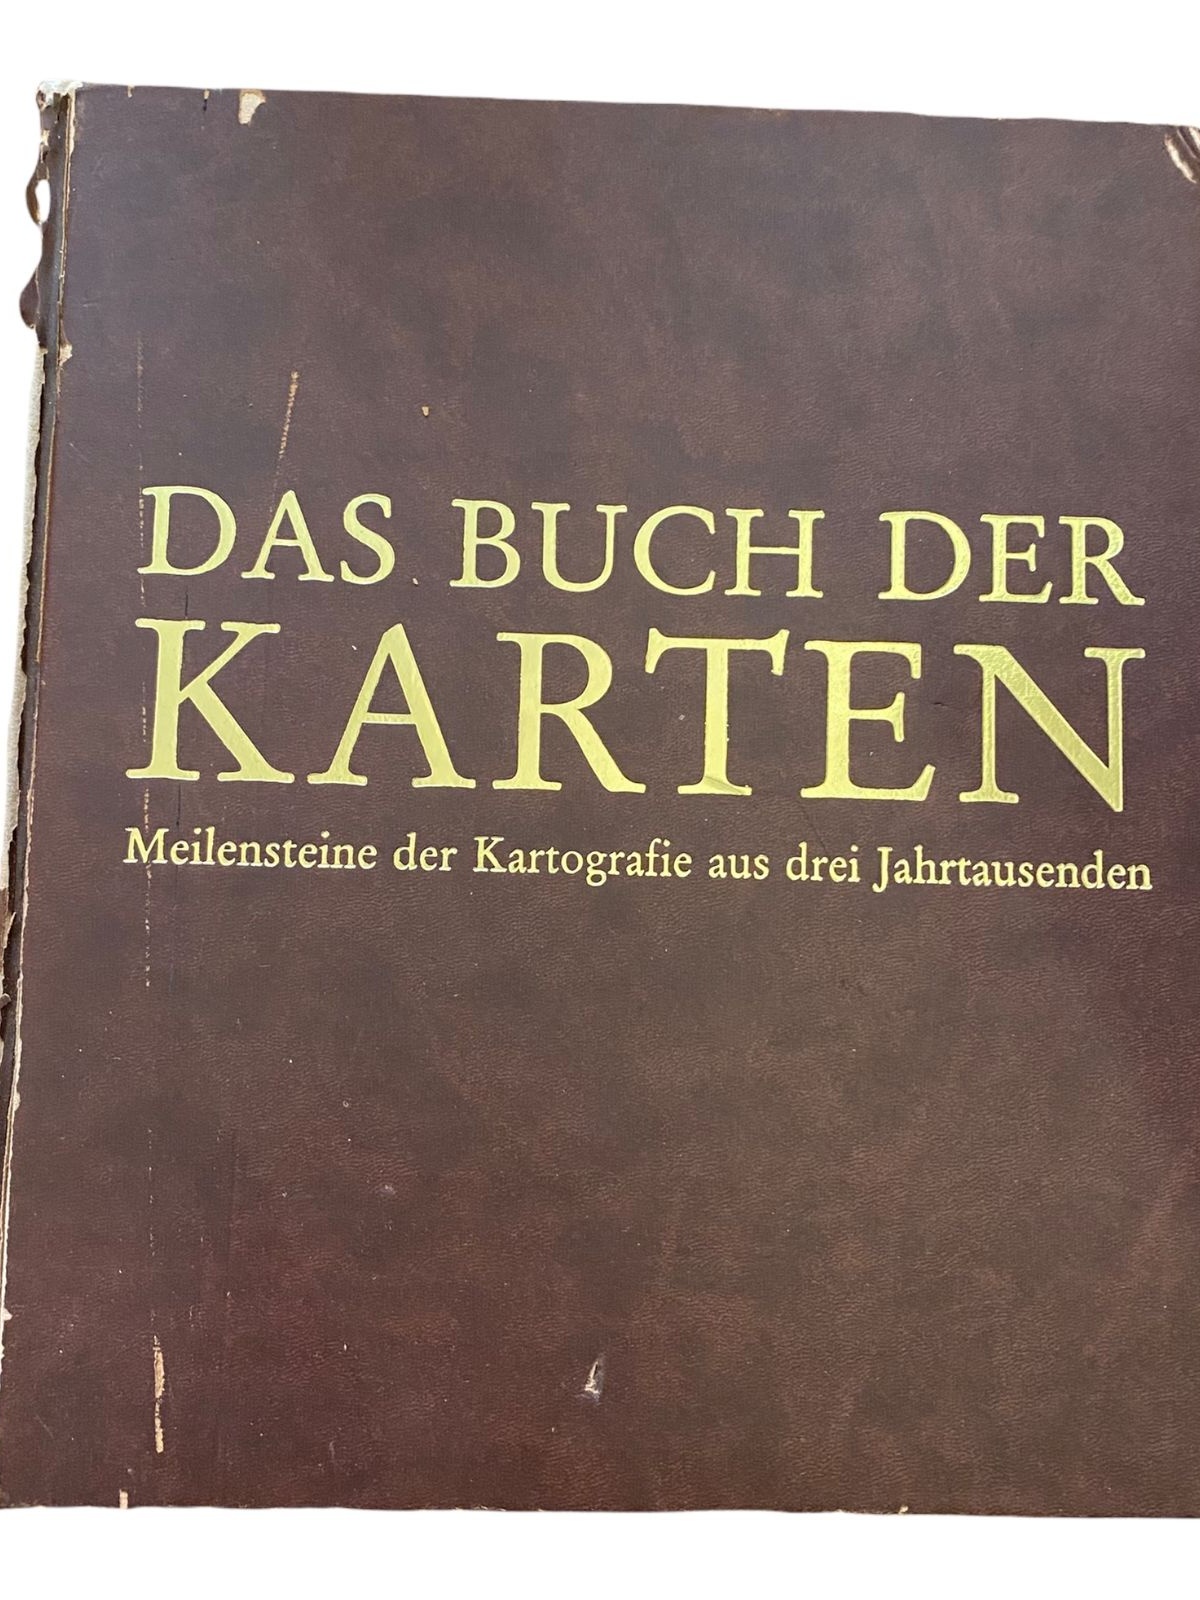 DAS BUCH DER
KARTEN
Meilensteine der Kartografie aus drei Jahrtausenden